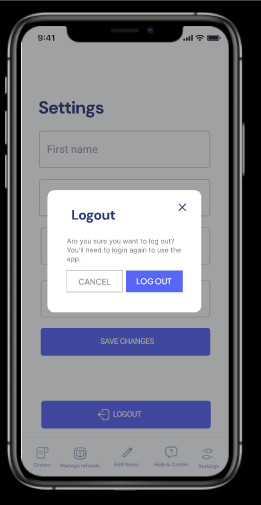 9:41
Settings
First name
Logout
Are you sure you want to log out?
You'll need to login again to use the
app.
CANCEL
LOG OUT
SAVE CHANGES
LOGOUT
Orders
Manage refunds
Edit items
Help & Center
Settings